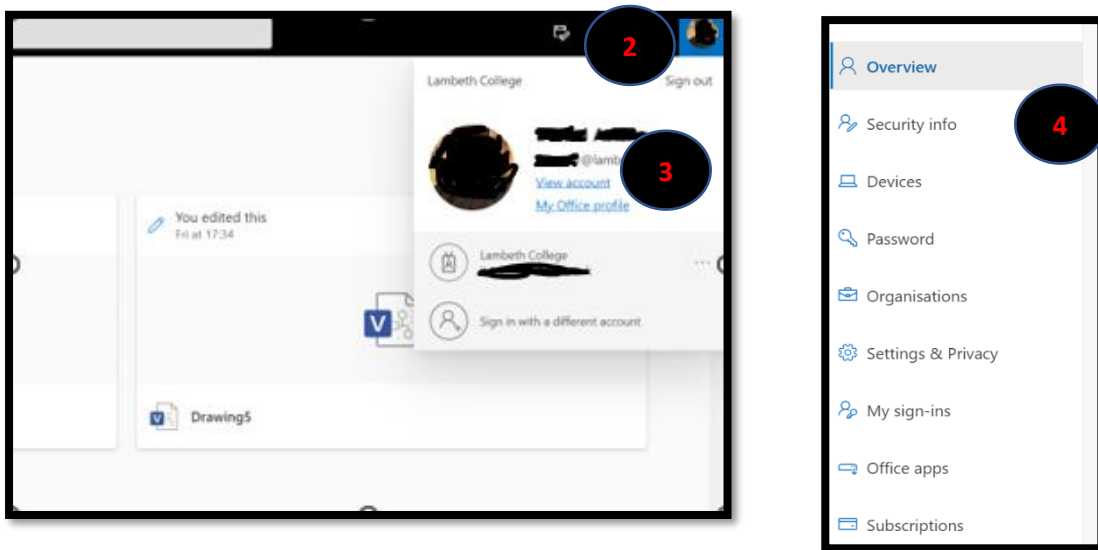 2
Lambeth College
Sign out
@lamb
3
View account
My Office profile
You edited this
Fri at 17:34
Lambeth College
...
Sign in with a different account
V
V
Drawing5
Overview
Security info
4
Devices
Password
Organisations
Settings & Privacy
My sign-ins
Office apps
Subscriptions